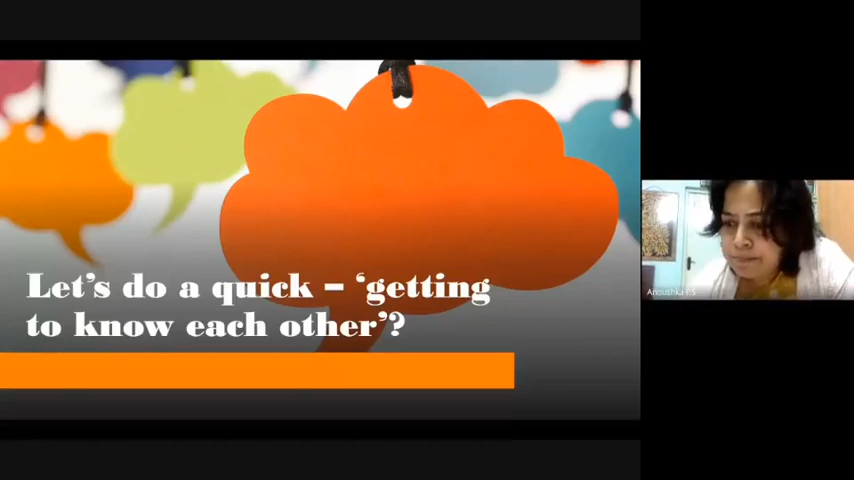 Let’s do a quick – ‘getting
to know each other’?
Anoushka P.S